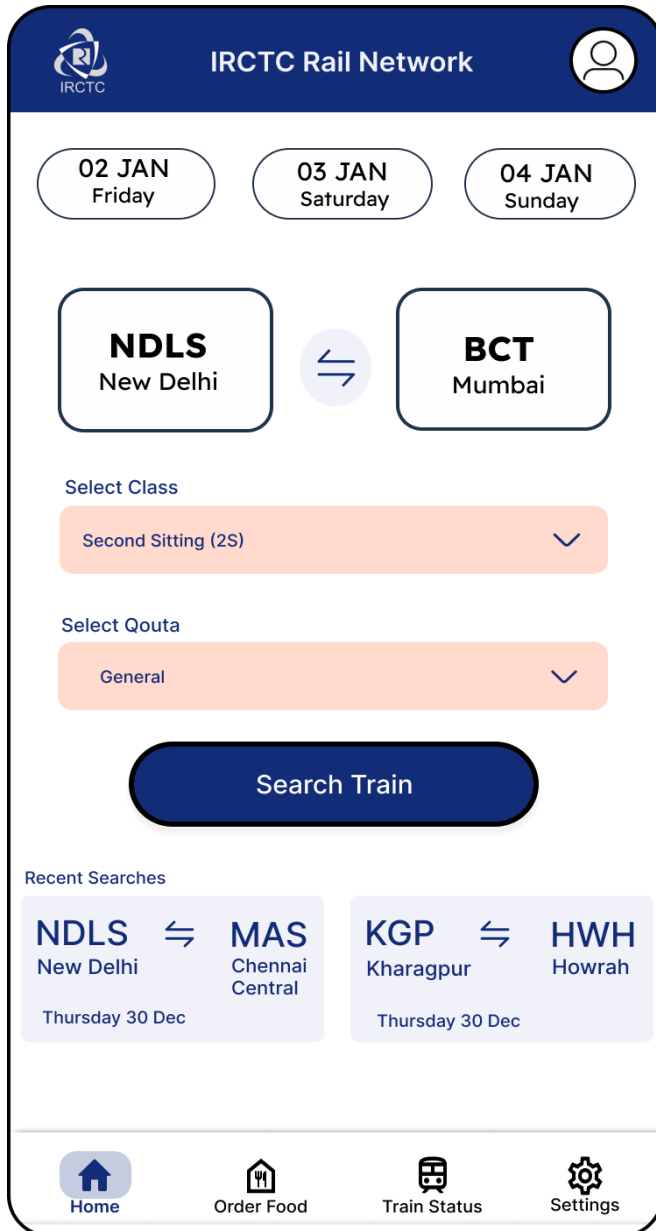 IRCTC
IRCTC Rail Network
02 JAN
Friday
03 JAN
Saturday
04 JAN
Sunday
NDLS
New Delhi
BCT
Mumbai
Select Class
Second Sitting (2S)
Select Qouta
General
Search Train
Recent Searches
NDLS
New Delhi
MAS
Chennai
Central
Thursday 30 Dec
KGP
Kharagpur
HWH
Howrah
Thursday 30 Dec
Home
Order Food
Train Status
Settings